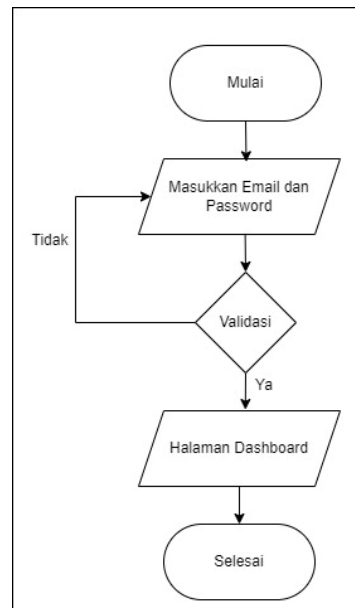 Mulai
Masukkan Email dan
Password
Tidak
Validasi
Ya
Halaman Dashboard
Selesai